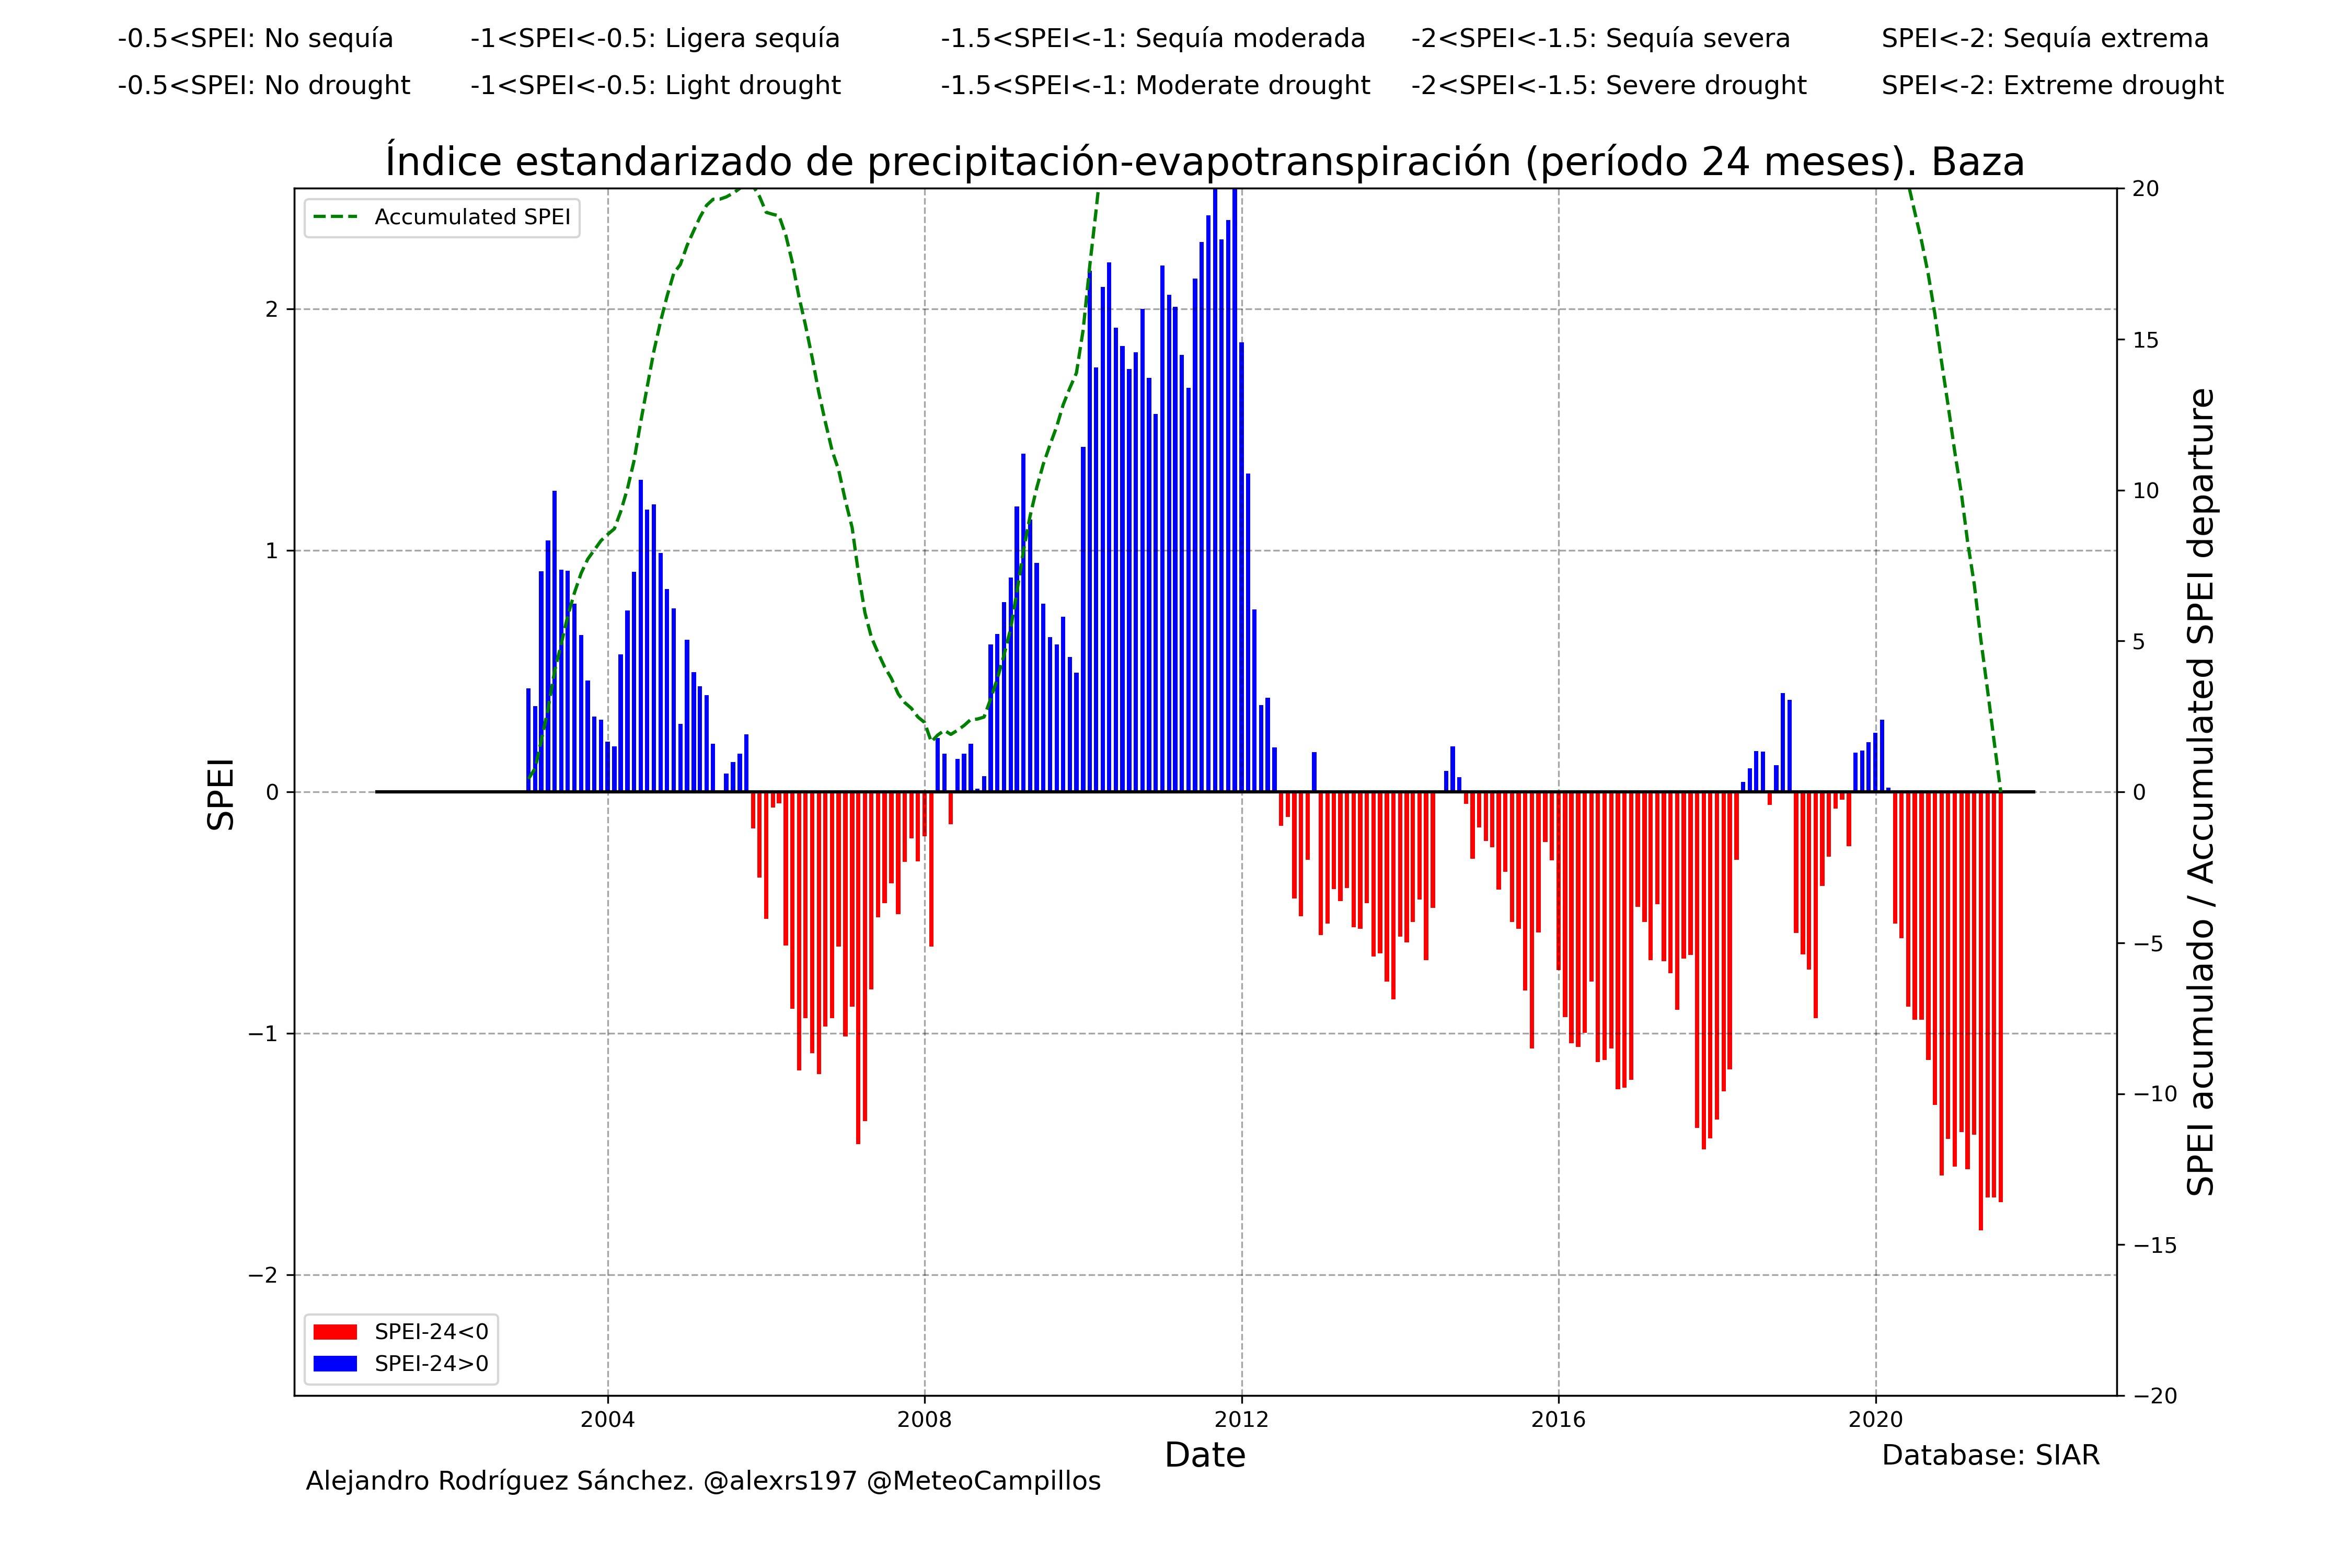 -0.5<SPEI: No sequía -1<SPEI<-0.5: Ligera sequía -1.5<SPEI<-1: Sequía moderada -2<SPEI<-1.5: Sequía severa SPEI<-2: Sequía extrema
-0.5<SPEI: No drought -1<SPEI<-0.5: Light drought -1.5<SPEI<-1: Moderate drought -2<SPEI<-1.5: Severe drought SPEI<-2: Extreme drought
Índice estandarizado de precipitación-evapotranspiración (período 24 meses). Baza
Accumulated SPEI
SPEI
2
1
0
−1
−2
20
15
10
5
0
−5
−10
−15
−20
SPEI acumulado / Accumulated SPEI departure
SPEI-24<0
SPEI-24>0
2004 2008 2012 2016 2020
Date
Database: SIAR
Alejandro Rodríguez Sánchez. @alexrs197 @MeteoCampillos